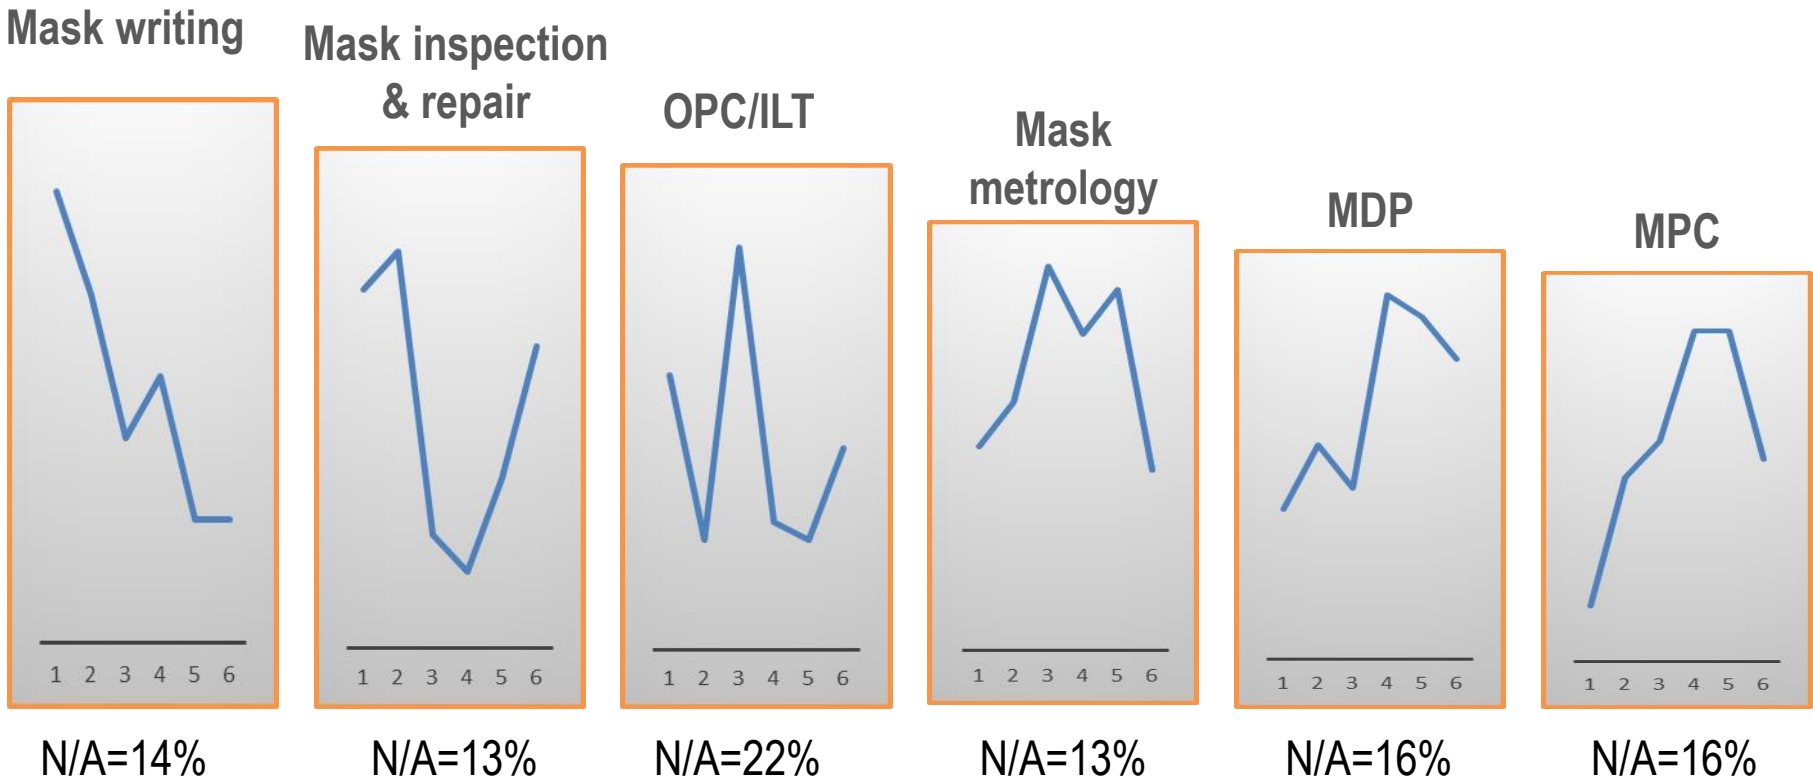 Mask writing
Mask inspection
& repair
OPC/ILT
Mask
metrology
MDP
MPC
1 2 3 4 5 6
1 2 3 4 5 6
1 2 3 4 5 6
1 2 3 4 5 6
1 2 3 4 5 6
1 2 3 4 5 6
N/A=14%
N/A=13%
N/A=22%
N/A=13%
N/A=16%
N/A=16%